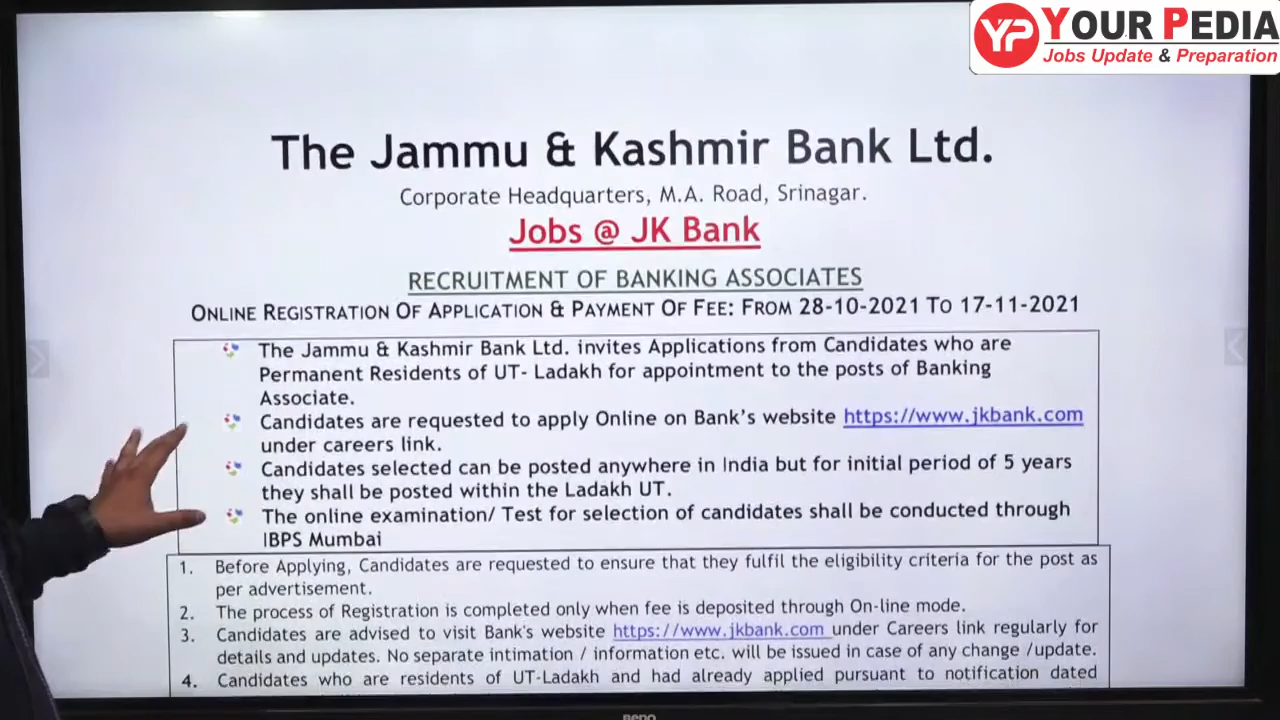 YP YOUR PEDIA
Jobs Update & Preparation
The Jammu & Kashmir Bank Ltd.
Corporate Headquarters, M.A. Road, Srinagar.
Jobs @ JK Bank
RECRUITMENT OF BANKING ASSOCIATES
ONLINE REGISTRATION OF APPLICATION & PAYMENT OF FEE: FROM 28-10-2021 TO 17-11-2021
The Jammu & Kashmir Bank Ltd. invites Applications from Candidates who are
Permanent Residents of UT- Ladakh for appointment to the posts of Banking
Associate.
Candidates are requested to apply Online on Bank's website https://www.jkbank.com
under careers link.
Candidates selected can be posted anywhere in India but for initial period of 5 years
they shall be posted within the Ladakh UT.
The online examination/ Test for selection of candidates shall be conducted through
IBPS Mumbai
1. Before Applying, Candidates are requested to ensure that they fulfil the eligibility criteria for the post as
per advertisement.
2. The process of Registration is completed only when fee is deposited through On-line mode.
3. Candidates are advised to visit Bank's website https://www.jkbank.com under Careers link regularly for
details and updates. No separate intimation / information etc. will be issued in case of any change /update.
4. Candidates who are residents of UT-Ladakh and had already applied pursuant to notification dated
BenQ